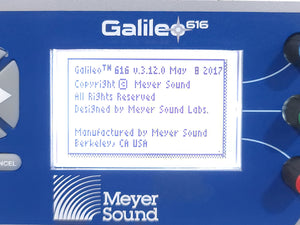 Galileo 616
Galileo™ 616 v.3.12.0 May 8 2017
Copyright © Meyer Sound
All Rights Reserved
Designed by Meyer Sound Labs.
Manufactured by Meyer Sound
Berkeley, CA USA
CANCEL
Meyer
Sound